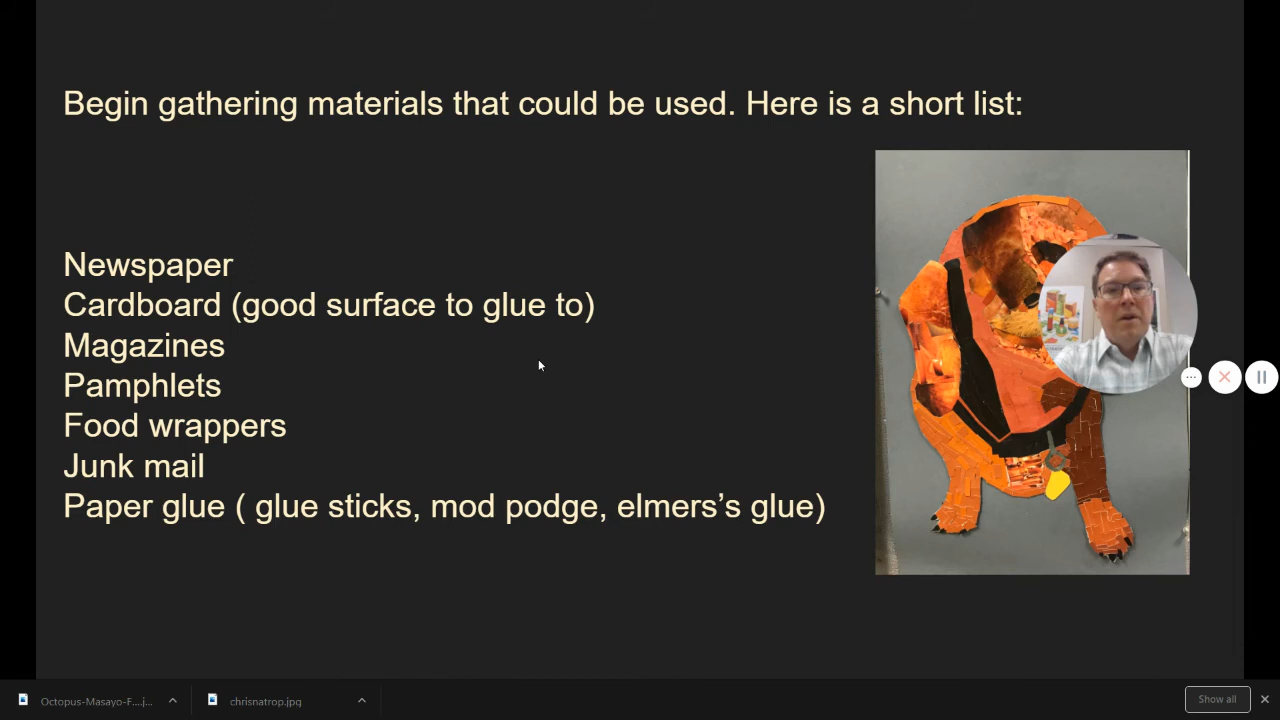 Begin gathering materials that could be used. Here is a short list:
Newspaper
Cardboard (good surface to glue to)
Magazines
Pamphlets
Food wrappers
Junk mail
Paper glue ( glue sticks, mod podge, elmers’s glue)
Octopus-Masayo-F....j...
chrisnatrop.jpg
Show all